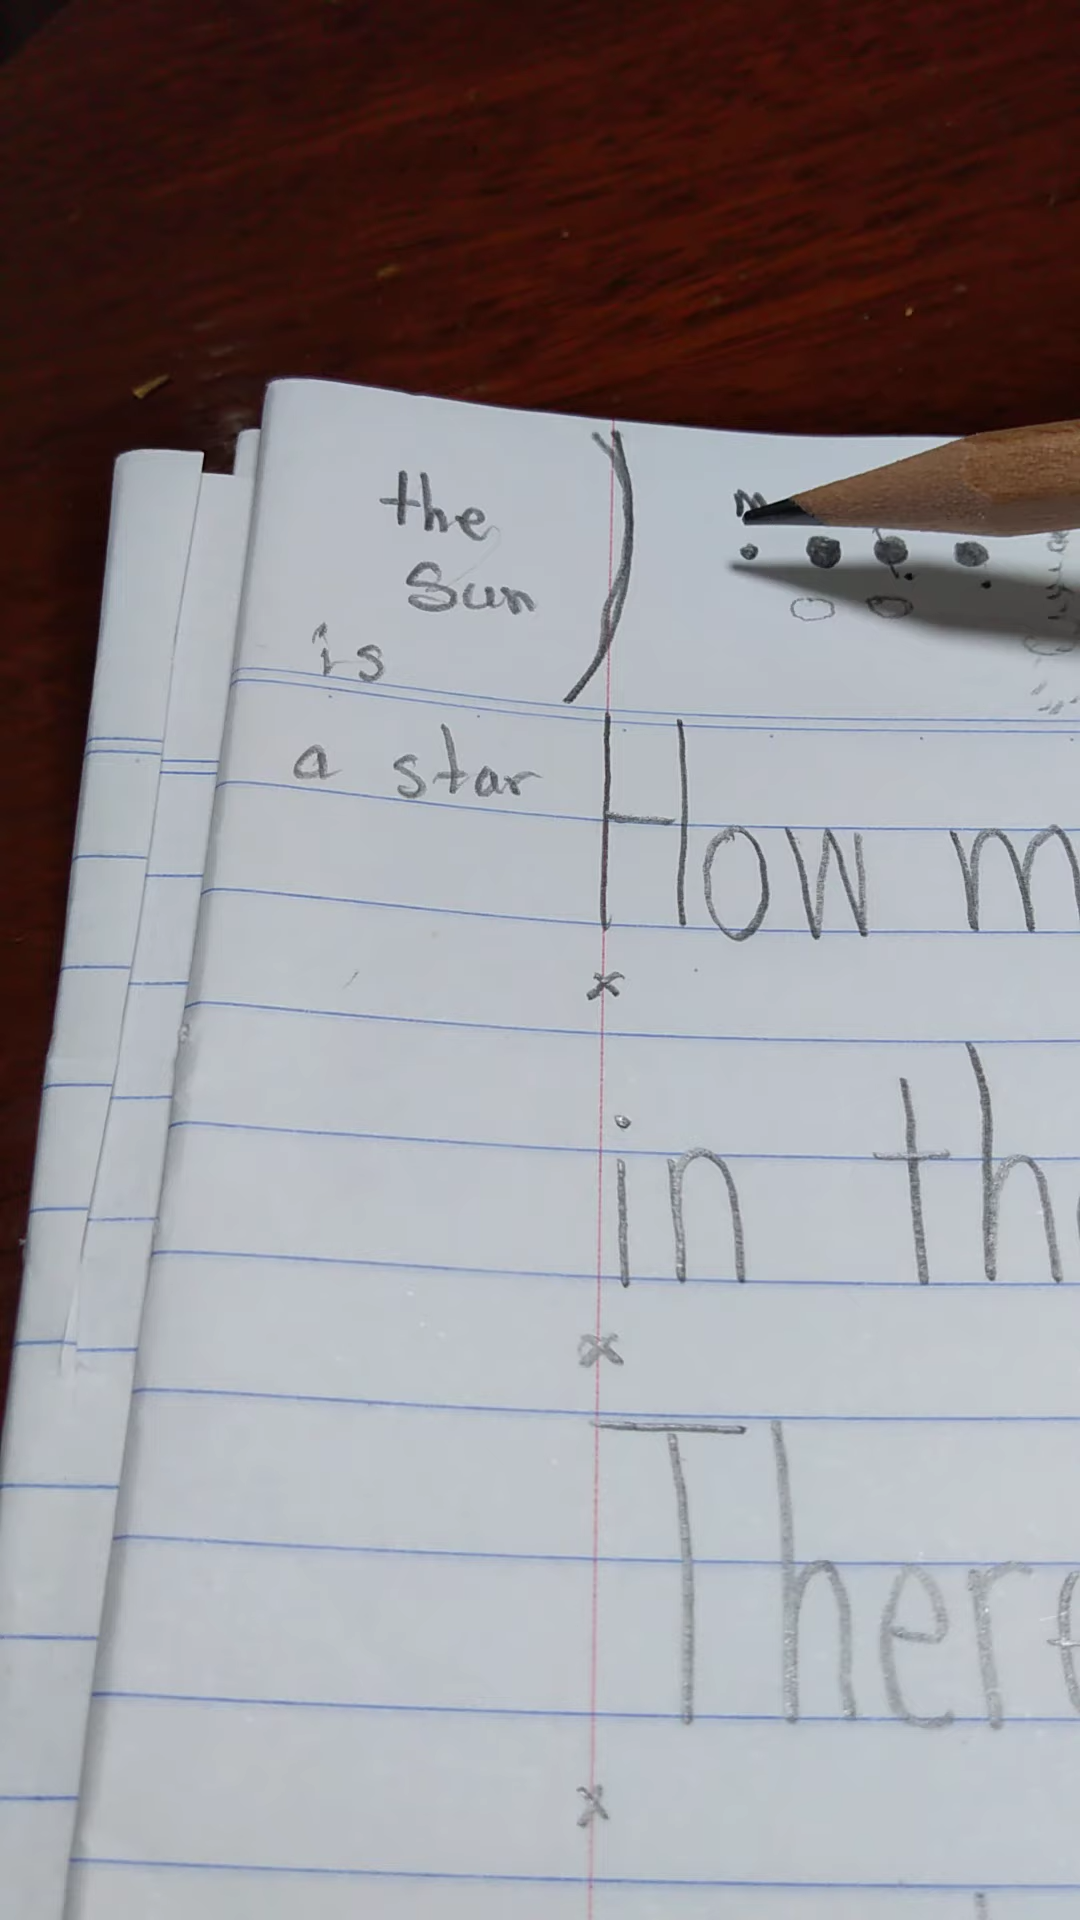 the
Sun
is
a star
m
How m
x
in th
x
There
x